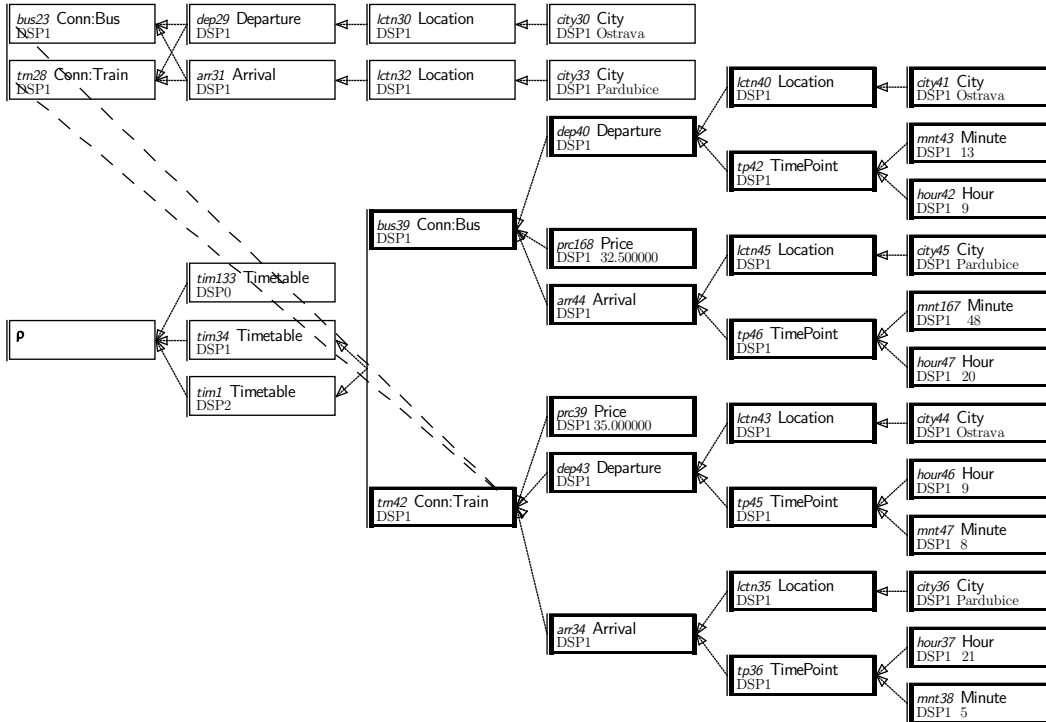 bus23 Conn:Bus
DSP1
dep29 Departure
DSP1
lctn30 Location
DSP1
city30 City
DSP1 Ostrava
trn28 Conn:Train
DSP1
arr31 Arrival
DSP1
lctn32 Location
DSP1
city33 City
DSP1 Pardubice
lctn40 Location
DSP1
city41 City
DSP1 Ostrava
dep40 Departure
DSP1
mnt43 Minute
DSP1 13
tp42 TimePoint
DSP1
hour42 Hour
DSP1 9
bus39 Conn:Bus
DSP1
prc168 Price
DSP1 32.500000
lctn45 Location
DSP1
city45 City
DSP1 Pardubice
tim133 Timetable
DSP0
arr44 Arrival
DSP1
mnt167 Minute
DSP1 48
ρ
tim34 Timetable
DSP1
tp46 TimePoint
DSP1
hour47 Hour
DSP1 20
tim1 Timetable
DSP2
prc39 Price
DSP1 35.000000
lctn43 Location
DSP1
city44 City
DSP1 Ostrava
dep43 Departure
DSP1
hour46 Hour
DSP1 9
trn42 Conn:Train
DSP1
tp45 TimePoint
DSP1
mnt47 Minute
DSP1 8
lctn35 Location
DSP1
city36 City
DSP1 Pardubice
arr34 Arrival
DSP1
hour37 Hour
DSP1 21
tp36 TimePoint
DSP1
mnt38 Minute
DSP1 5